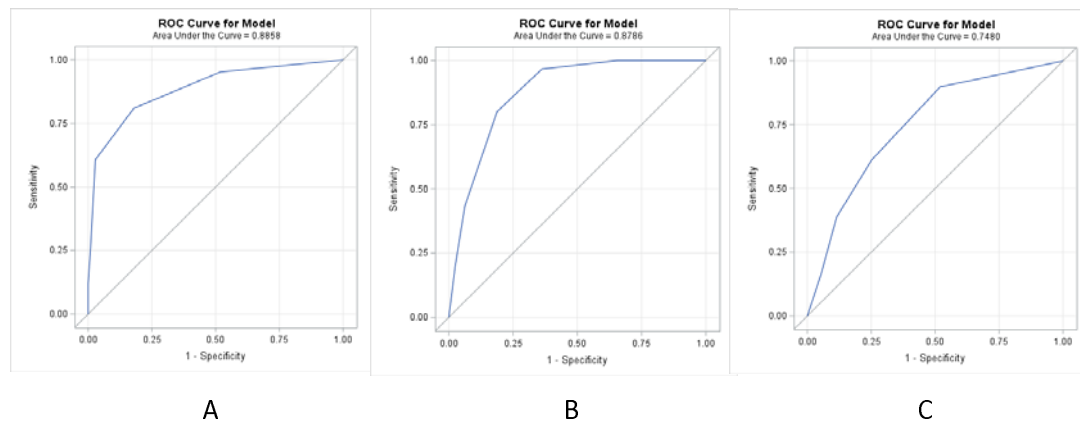 ROC Curve for Model
Area Under the Curve = 0.8858
1.00
0.75
0.50
0.25
0.00
Sensitivity
0.00 0.25 0.50 0.75 1.00
1 - Specificity
A
ROC Curve for Model
Area Under the Curve = 0.8786
1.00
0.75
0.50
0.25
0.00
Sensitivity
0.00 0.25 0.50 0.75 1.00
1 - Specificity
B
ROC Curve for Model
Area Under the Curve = 0.7480
1.00
0.75
0.50
0.25
0.00
Sensitivity
0.00 0.25 0.50 0.75 1.00
1 - Specificity
C